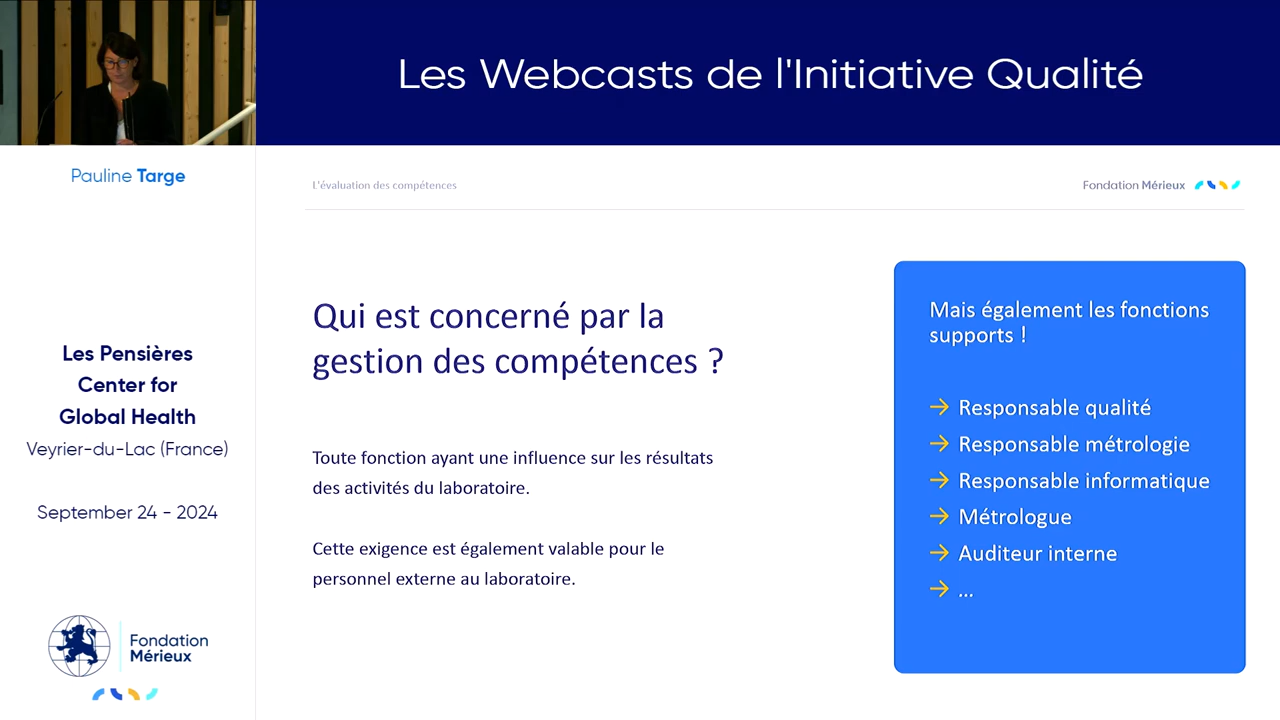 Les Webcasts de l'Initiative Qualité
Pauline Targe
Les Pensières
Center for
Global Health
Veyrier-du-Lac (France)
September 24 - 2024
Fondation
Mérieux
L'évaluation des compétences
Fondation Mérieux
Qui est concerné par la
gestion des compétences ?
Toute fonction ayant une influence sur les résultats
des activités du laboratoire.
Cette exigence est également valable pour le
personnel externe au laboratoire.
Mais également les fonctions
supports !
→ Responsable qualité
→ Responsable métrologie
→ Responsable informatique
→ Métrologue
→ Auditeur interne
→ ...